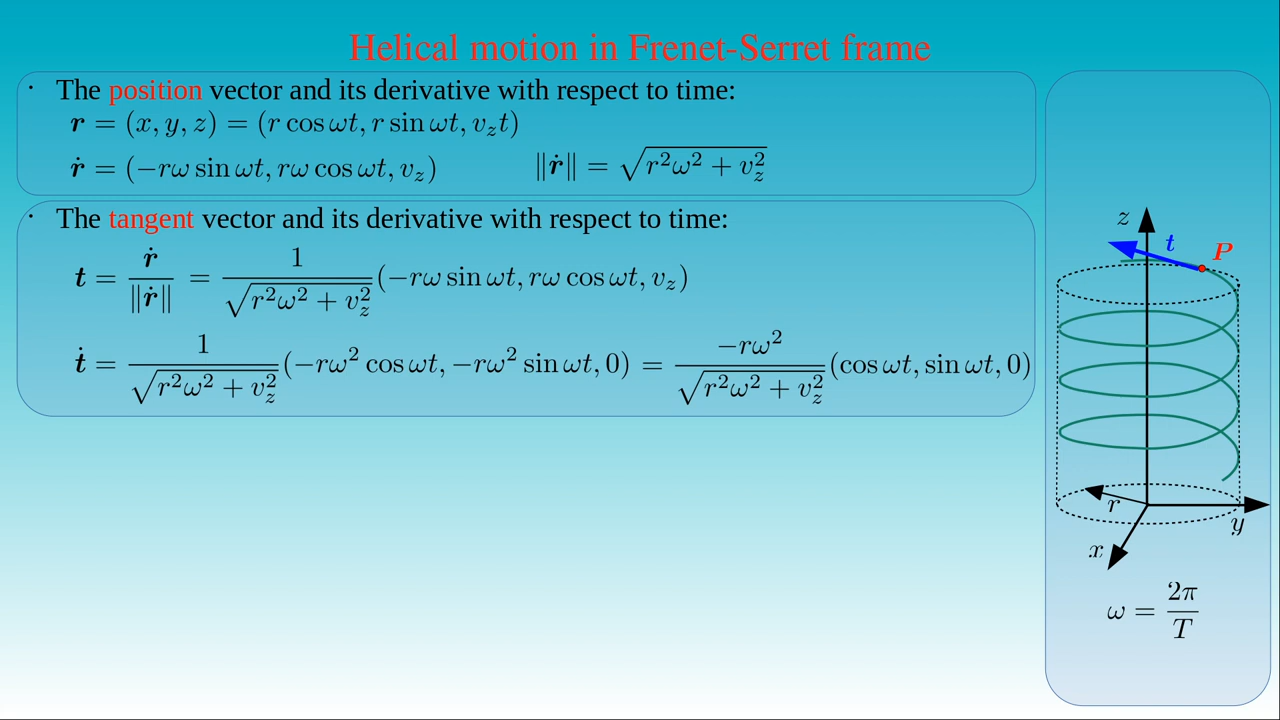 Helical motion in Frenet-Serret frame
· The position vector and its derivative with respect to time:
𝒓 = (x, y, z) = (r cos ωt, r sin ωt, v_z t)
𝒓̇ = (−rω sin ωt, rω cos ωt, v_z)    ‖𝒓̇‖ = √(r²ω² + v_z²)
· The tangent vector and its derivative with respect to time:
𝒕 = 𝒓̇ / ‖𝒓̇‖ = 1 / √(r²ω² + v_z²) (−rω sin ωt, rω cos ωt, v_z)
𝒕̇ = 1 / √(r²ω² + v_z²) (−rω² cos ωt, −rω² sin ωt, 0) = −rω² / √(r²ω² + v_z²) (cos ωt, sin ωt, 0)
z
t
P
r
y
x
ω = 2π / T